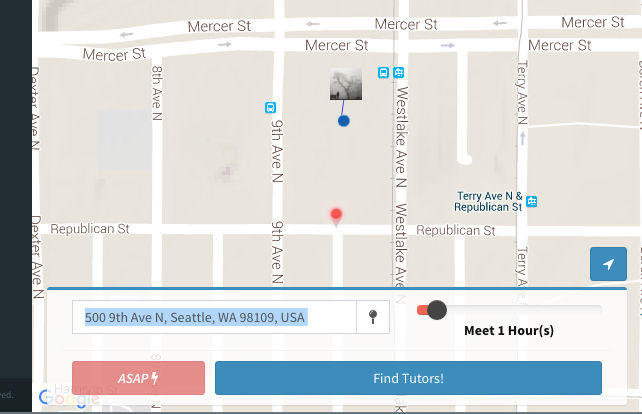 Mercer St
Mercer St
Mercer St
Mercer St
Mercer St
Dexter Ave N
8th Ave N
9th Ave N
Westlake Ave N
Terry Ave N
Terry Ave N &
Republican St
Republican St
Republican St
Dexter Ave N
9th Ave N
Westlake Ave N
Terry Ave
500 9th Ave N, Seattle, WA 98109, USA
Meet 1 Hour(s)
ASAP
Find Tutors!
ved.
Google